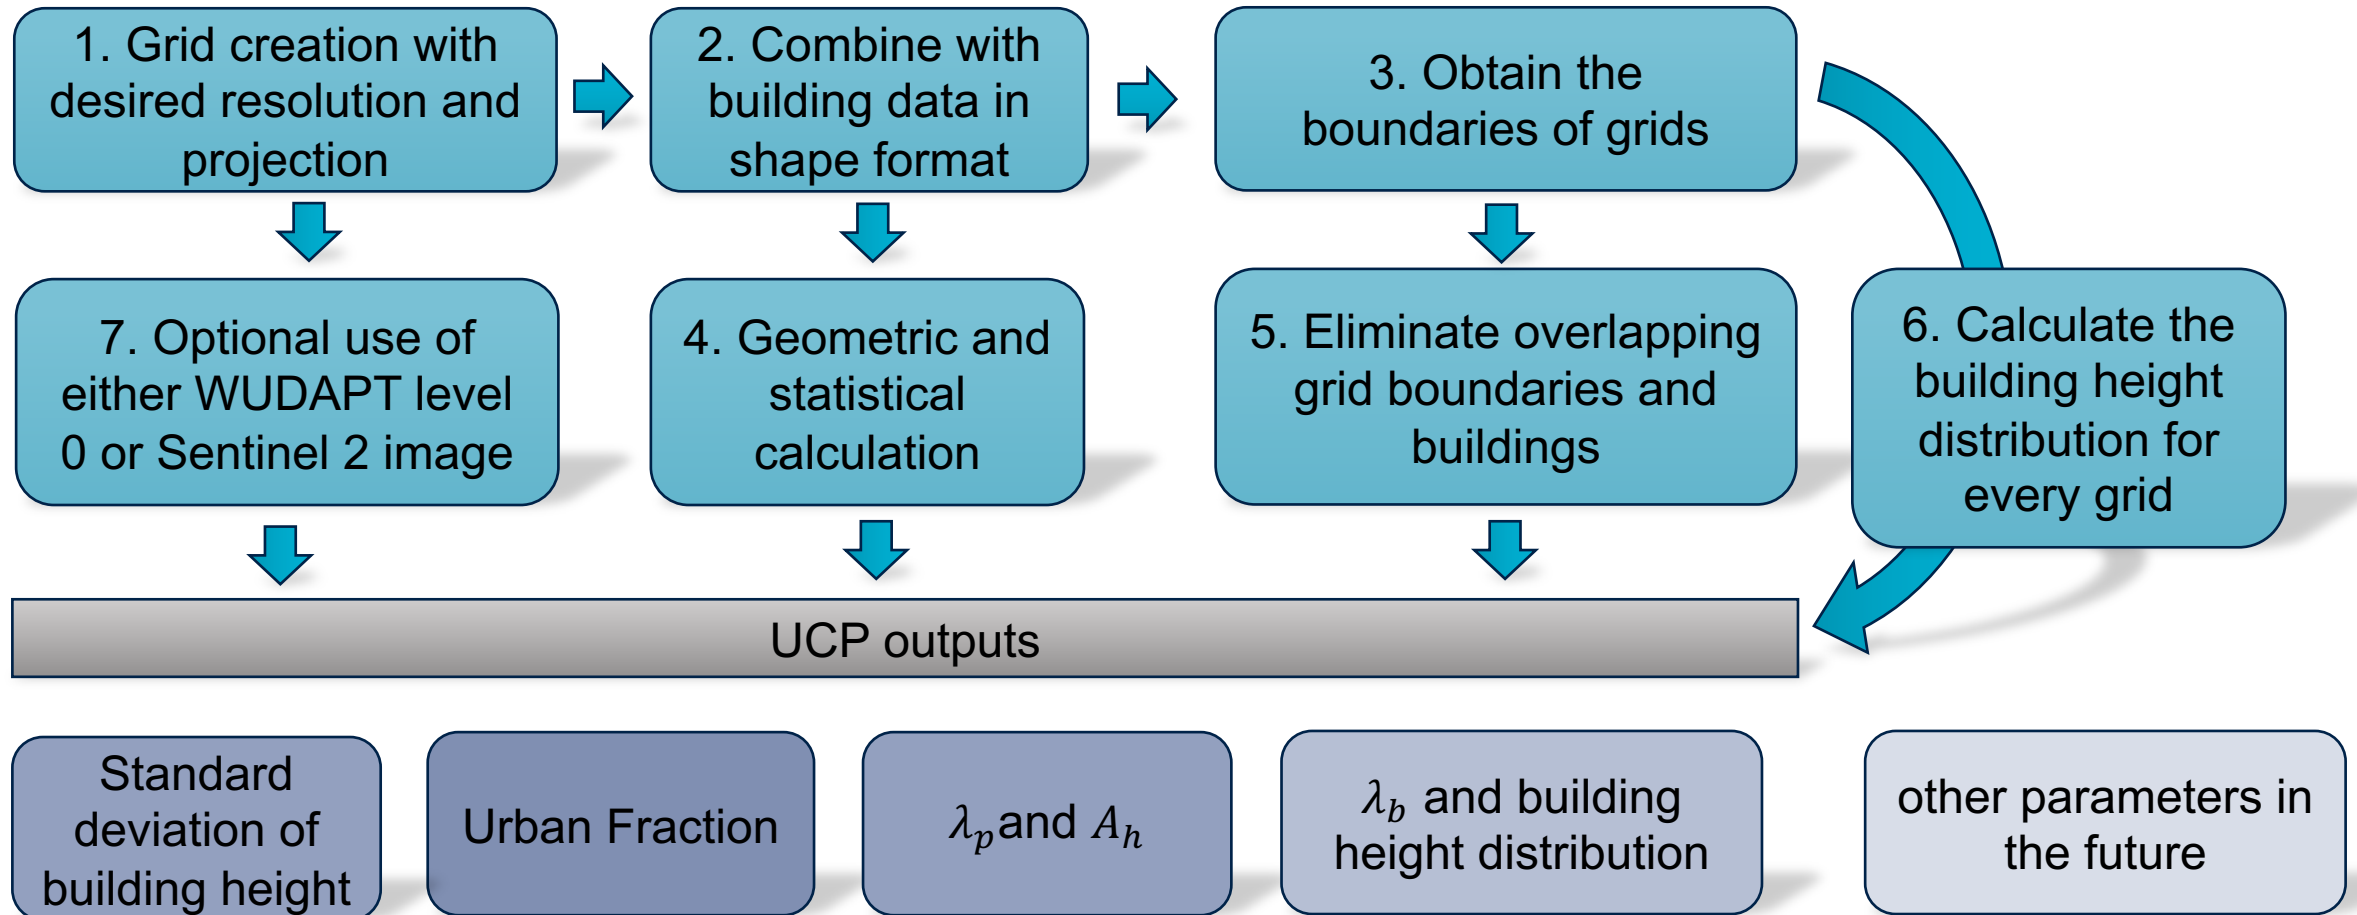 1. Grid creation with
desired resolution and
projection
2. Combine with
building data in
shape format
3. Obtain the
boundaries of grids
7. Optional use of
either WUDAPT level
0 or Sentinel 2 image
4. Geometric and
statistical
calculation
5. Eliminate overlapping
grid boundaries and
buildings
6. Calculate the
building height
distribution for
every grid
UCP outputs
Standard
deviation of
building height
Urban Fraction
λ_p and A_h
λ_b and building
height distribution
other parameters in
the future